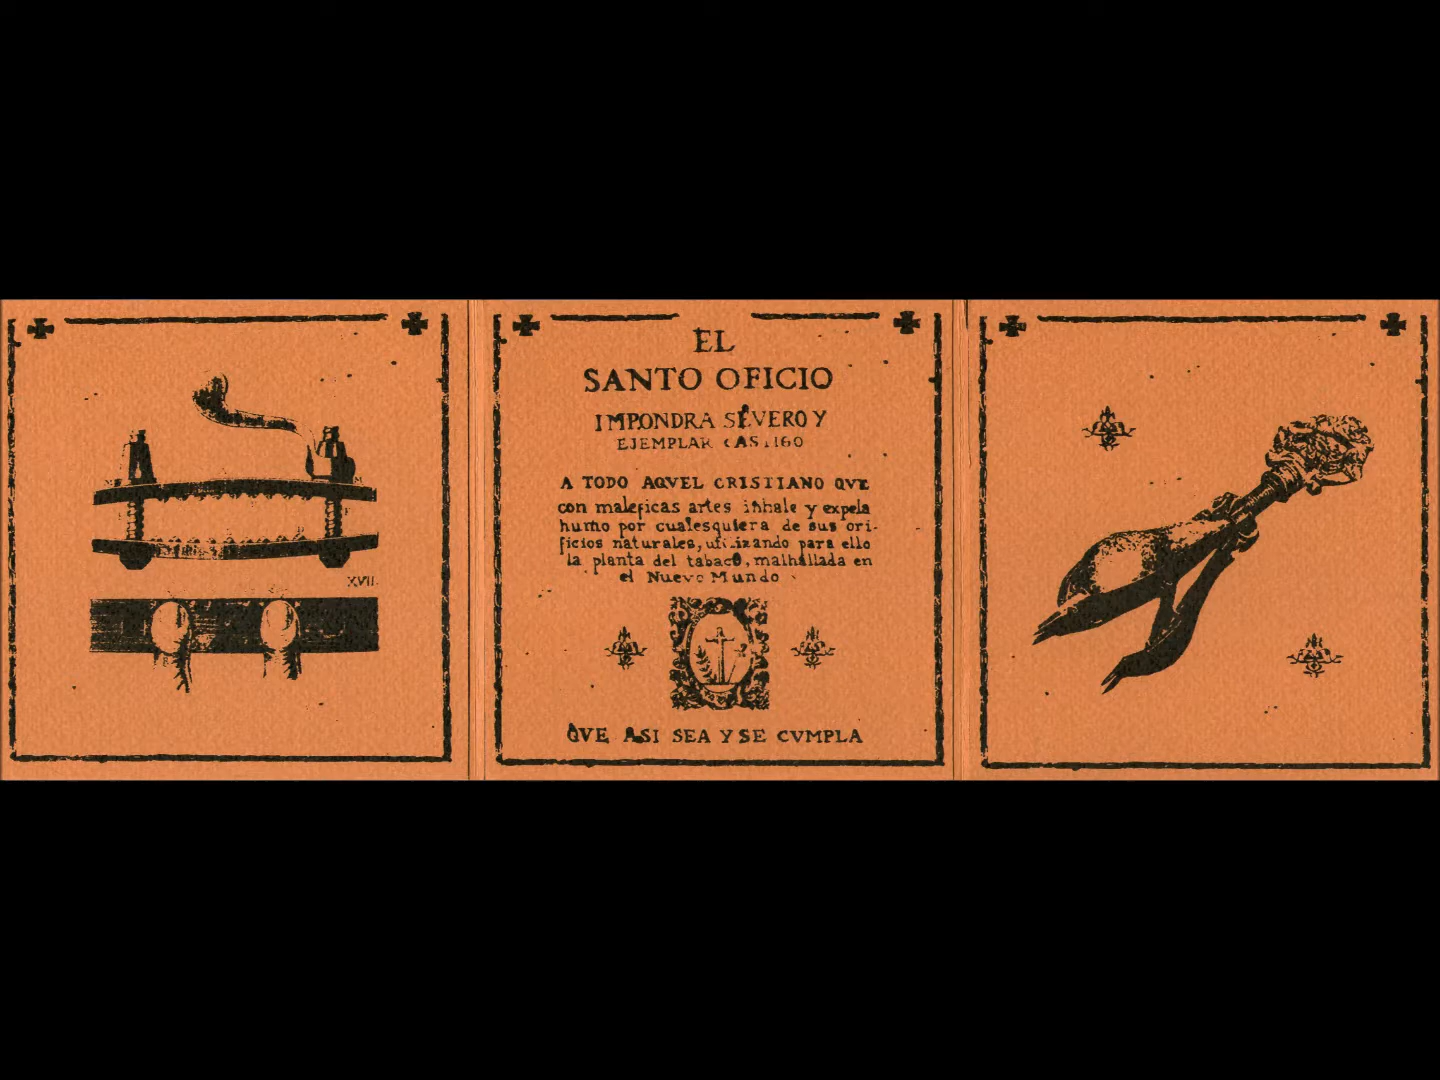 XVII
EL
SANTO OFICIO
IMPONDRA SEVERO Y
EJEMPLAR CASTIGO
A TODO AQVEL CRISTIANO QVE
con maleficas artes inhale y expela
humo por cualesquiera de sus ori-
ficios naturales, utilizando para ello
la planta del tabaco, malhallada en
el Nuevo Mundo
QVE ASI SEA Y SE CVMPLA